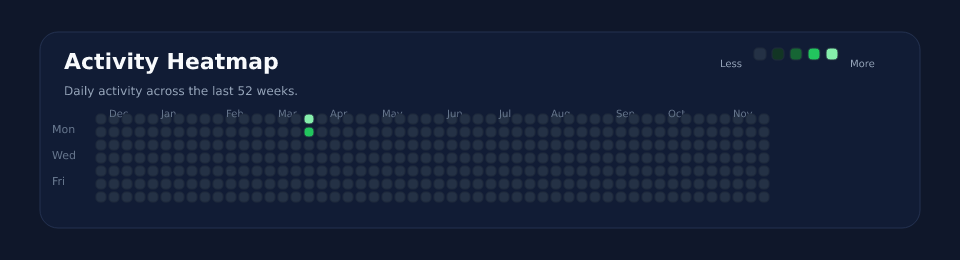 Activity Heatmap
Less More
Daily activity across the last 52 weeks.
Dec Jan Feb Mar Apr May Jun Jul Aug Sep Oct Nov
Mon
Wed
Fri